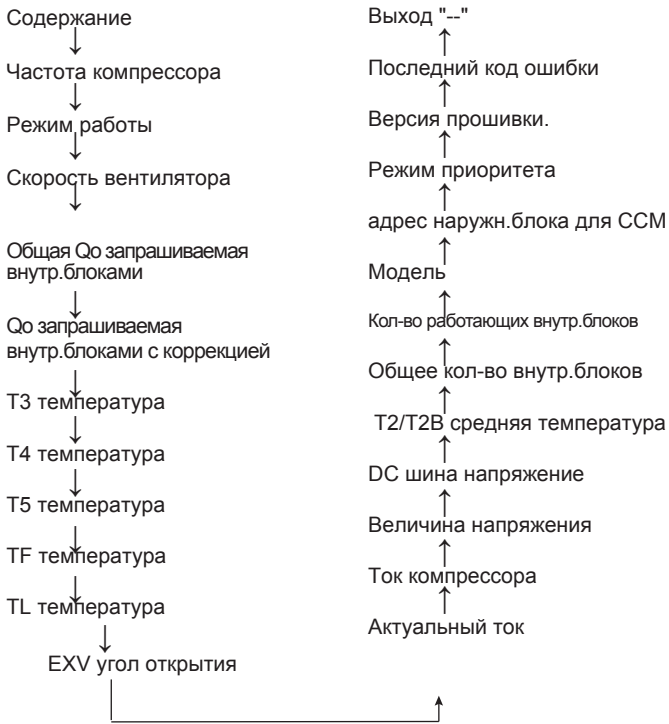 Содержание
Частота компрессора
Режим работы
Скорость вентилятора
Общая Qo запрашиваемая
внутр.блоками
Qo запрашиваемая
внутр.блоками с коррекцией
T3 температура
T4 температура
T5 температура
TF температура
TL температура
EXV угол открытия
Актуальный ток
Ток компрессора
Величина напряжения
DC шина напряжение
T2/T2B средняя температура
Общее кол-во внутр.блоков
Кол-во работающих внутр.блоков
Модель
адрес наружн.блока для CCM
Режим приоритета
Версия прошивки.
Последний код ошибки
Выход "--"